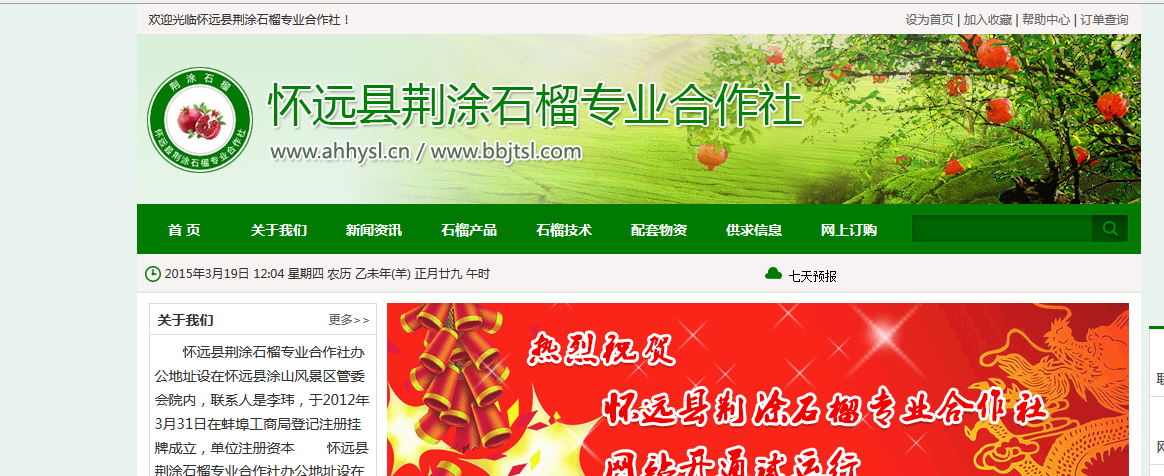 欢迎光临怀远县荆涂石榴专业合作社！
设为首页 | 加入收藏 | 帮助中心 | 订单查询
荆涂石榴
怀远县荆涂石榴专业合作社
怀远县荆涂石榴专业合作社
www.ahhysl.cn / www.bbjtsl.com
首 页 关于我们 新闻资讯 石榴产品 石榴技术 配套物资 供求信息 网上订购
2015年3月19日 12:04 星期四 农历 乙未年(羊) 正月廿九 午时
七天预报
关于我们 更多>>
怀远县荆涂石榴专业合作社办
公地址设在怀远县涂山风景区管委
会院内，联系人是李玮，于2012年
3月31日在蚌埠工商局登记注册挂
牌成立，单位注册资本 怀远县
荆涂石榴专业合作社办公地址设在
热烈祝贺
怀远县荆涂石榴专业合作社
网站开通试运行